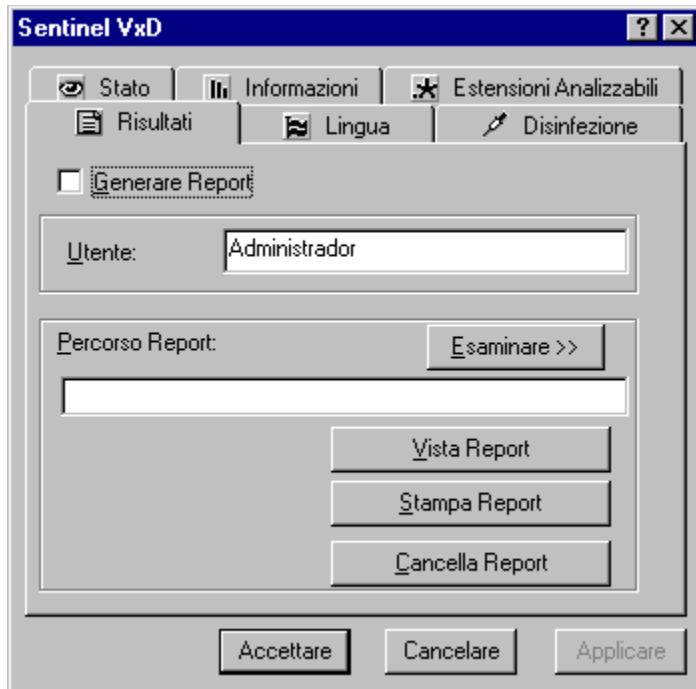 Sentinel VxD
Stato Informazioni Estensioni Analizzabili
Risultati Lingua Disinfezione
Generare Report
Utente: Administrador
Percorso Report: Esaminare >>
Vista Report
Stampa Report
Cancella Report
Accettare Cancelare Applicare